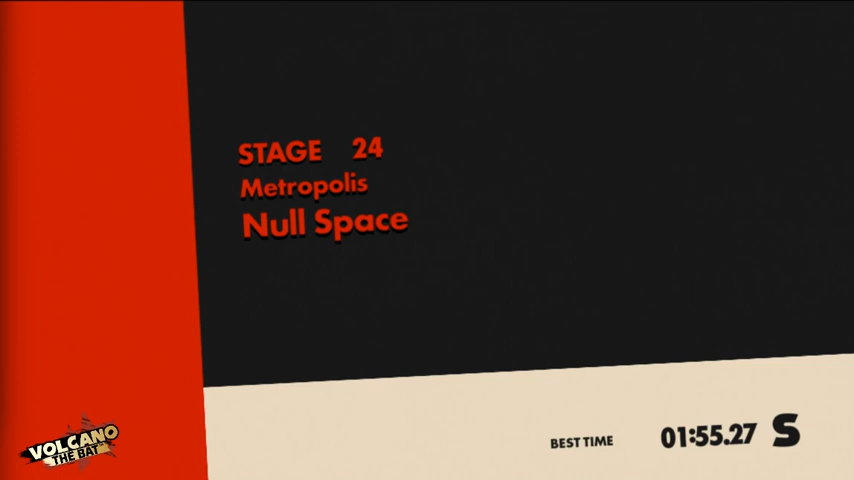 STAGE 24
Metropolis
Null Space
BEST TIME 01:55.27 S
VOLCANO
THE BAT